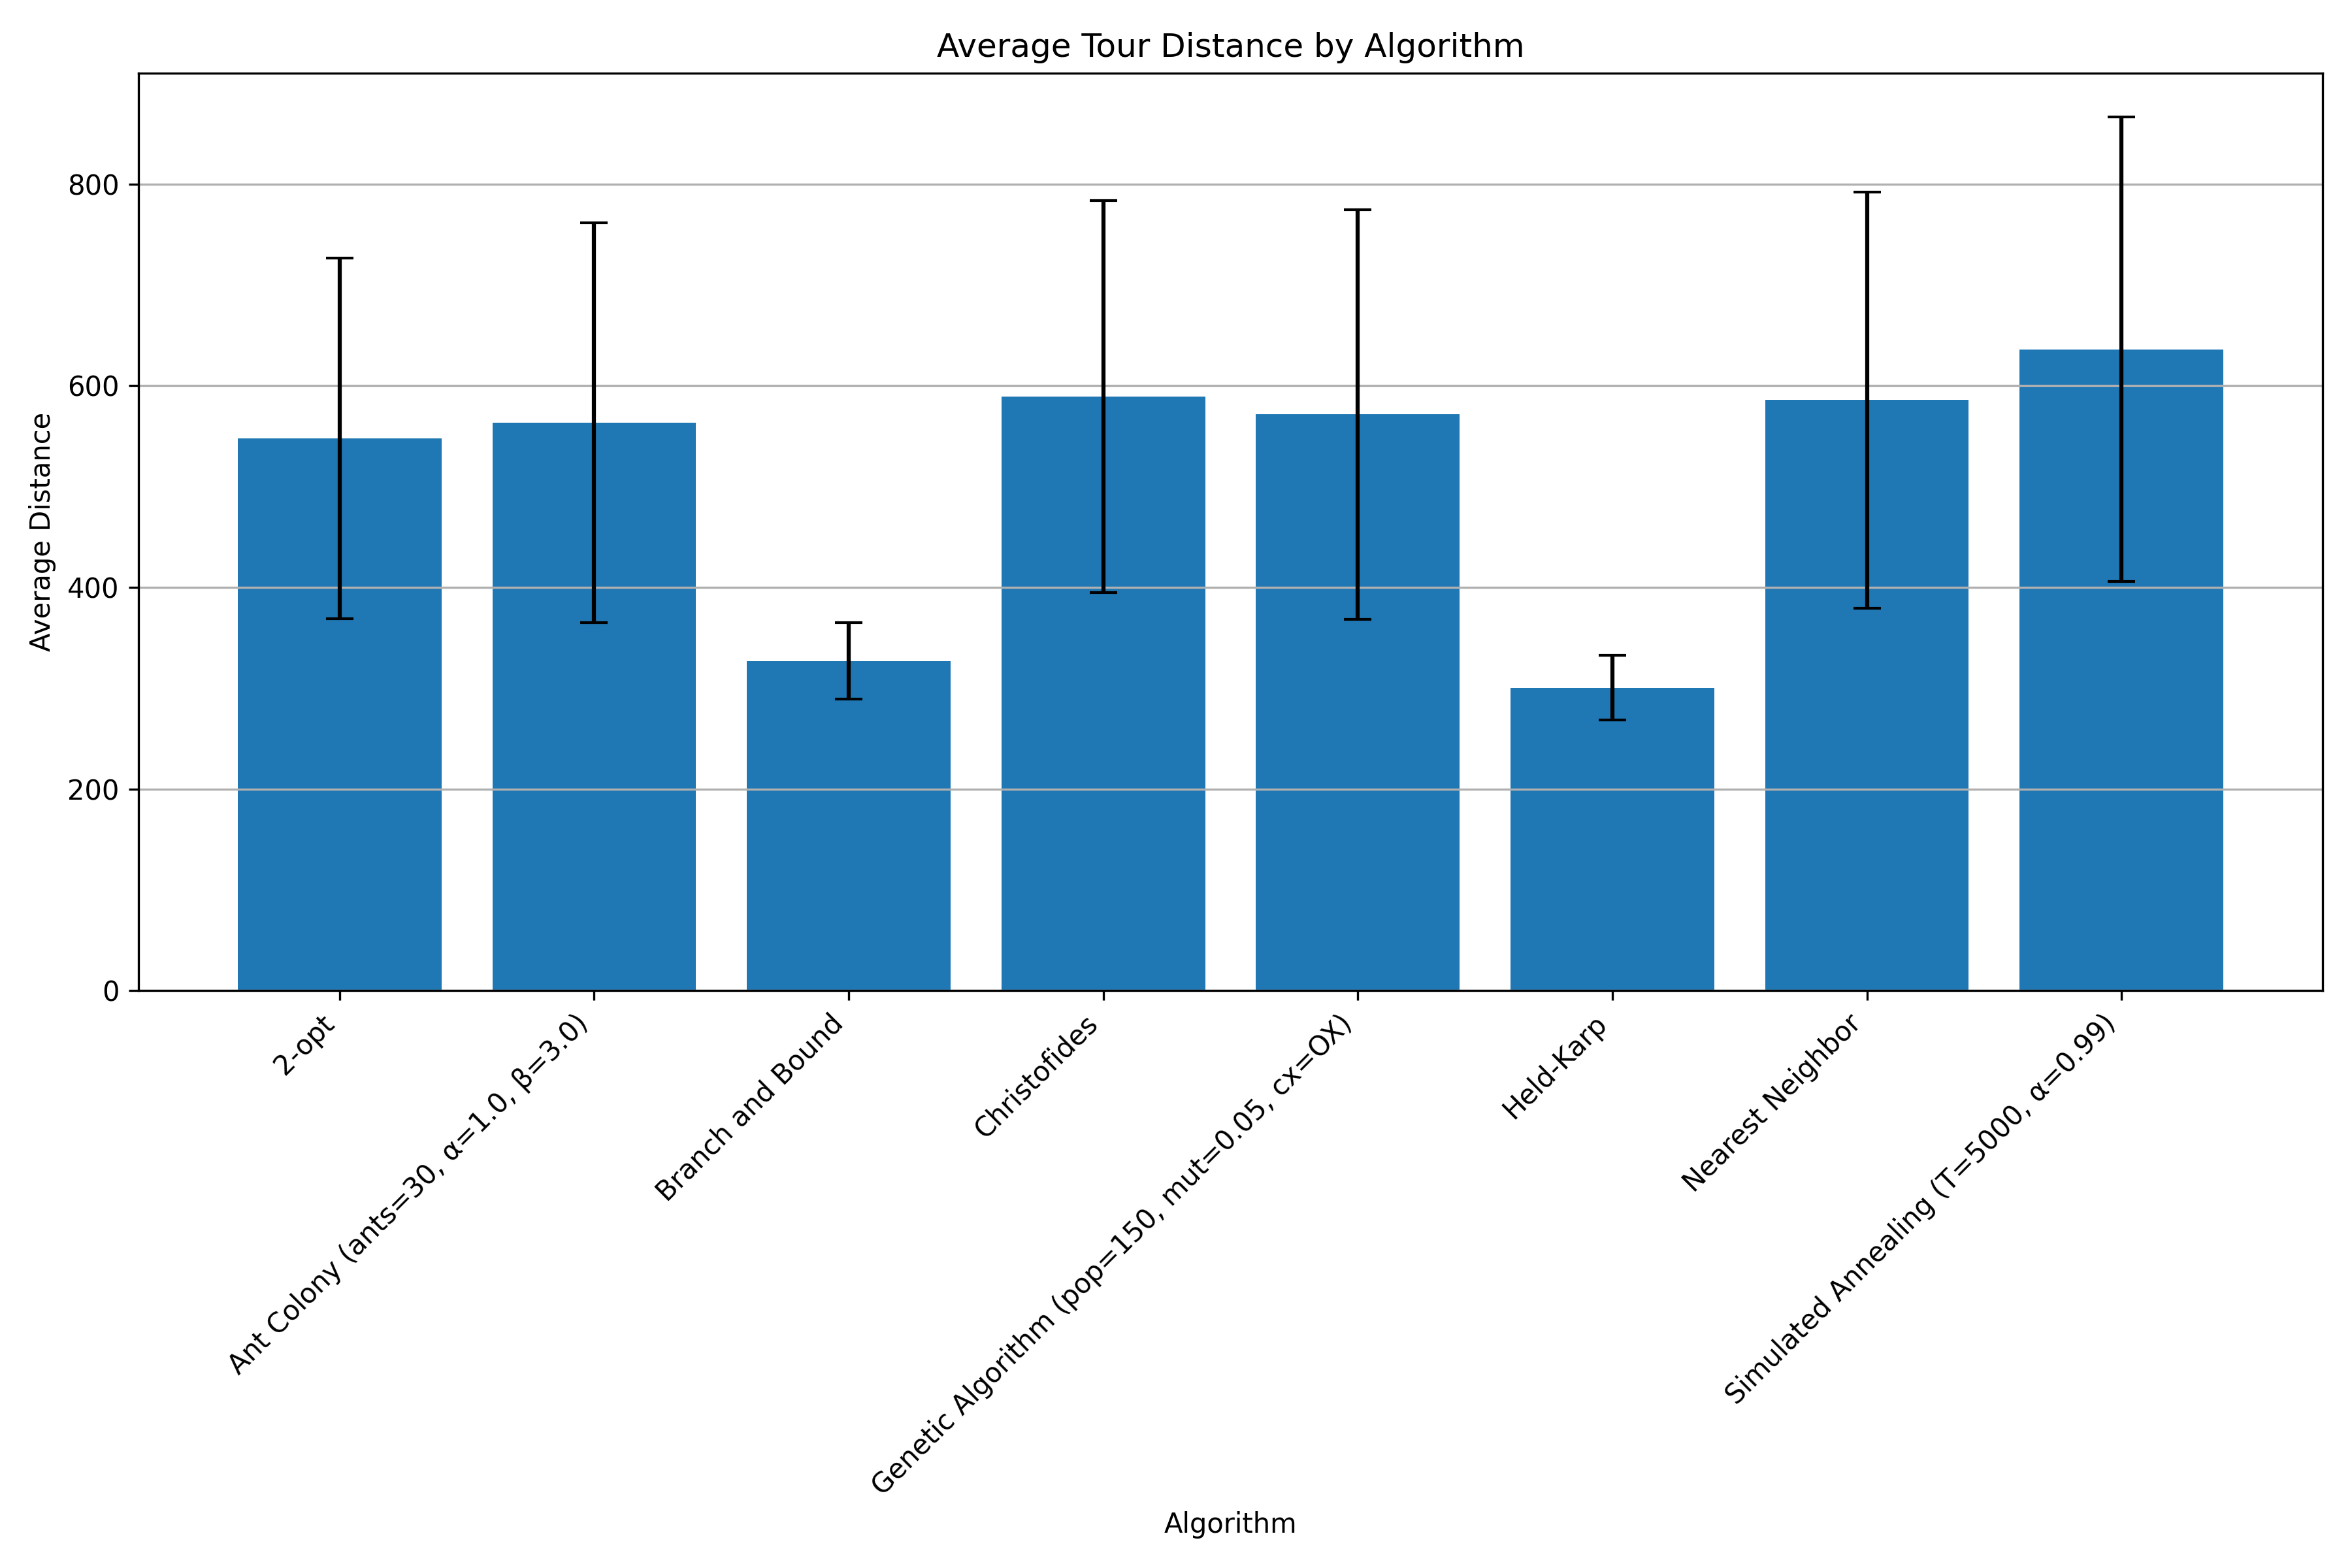 Average Tour Distance by Algorithm
Average Distance
800
600
400
200
0
2-opt
Ant Colony (ants=30, α=1.0, β=3.0)
Branch and Bound
Christofides
Genetic Algorithm (pop=150, mut=0.05, cx=OX)
Held-Karp
Nearest Neighbor
Simulated Annealing (T=5000, α=0.99)
Algorithm